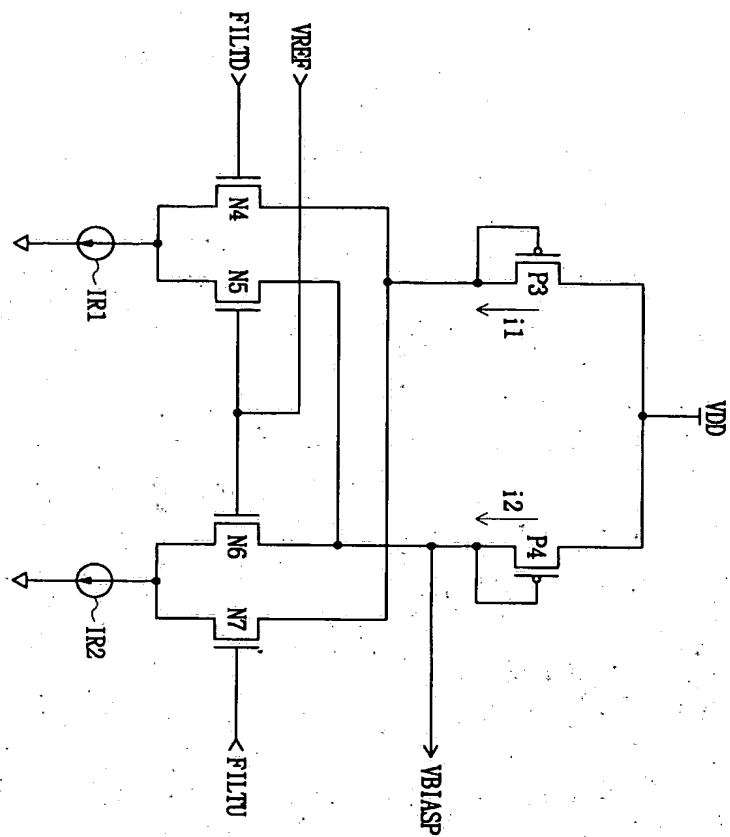 VDD
P3
P4
i1
i2
VBIASP
VREF
FILTD
N4
N5
N6
N7
FILTU
IR1
IR2